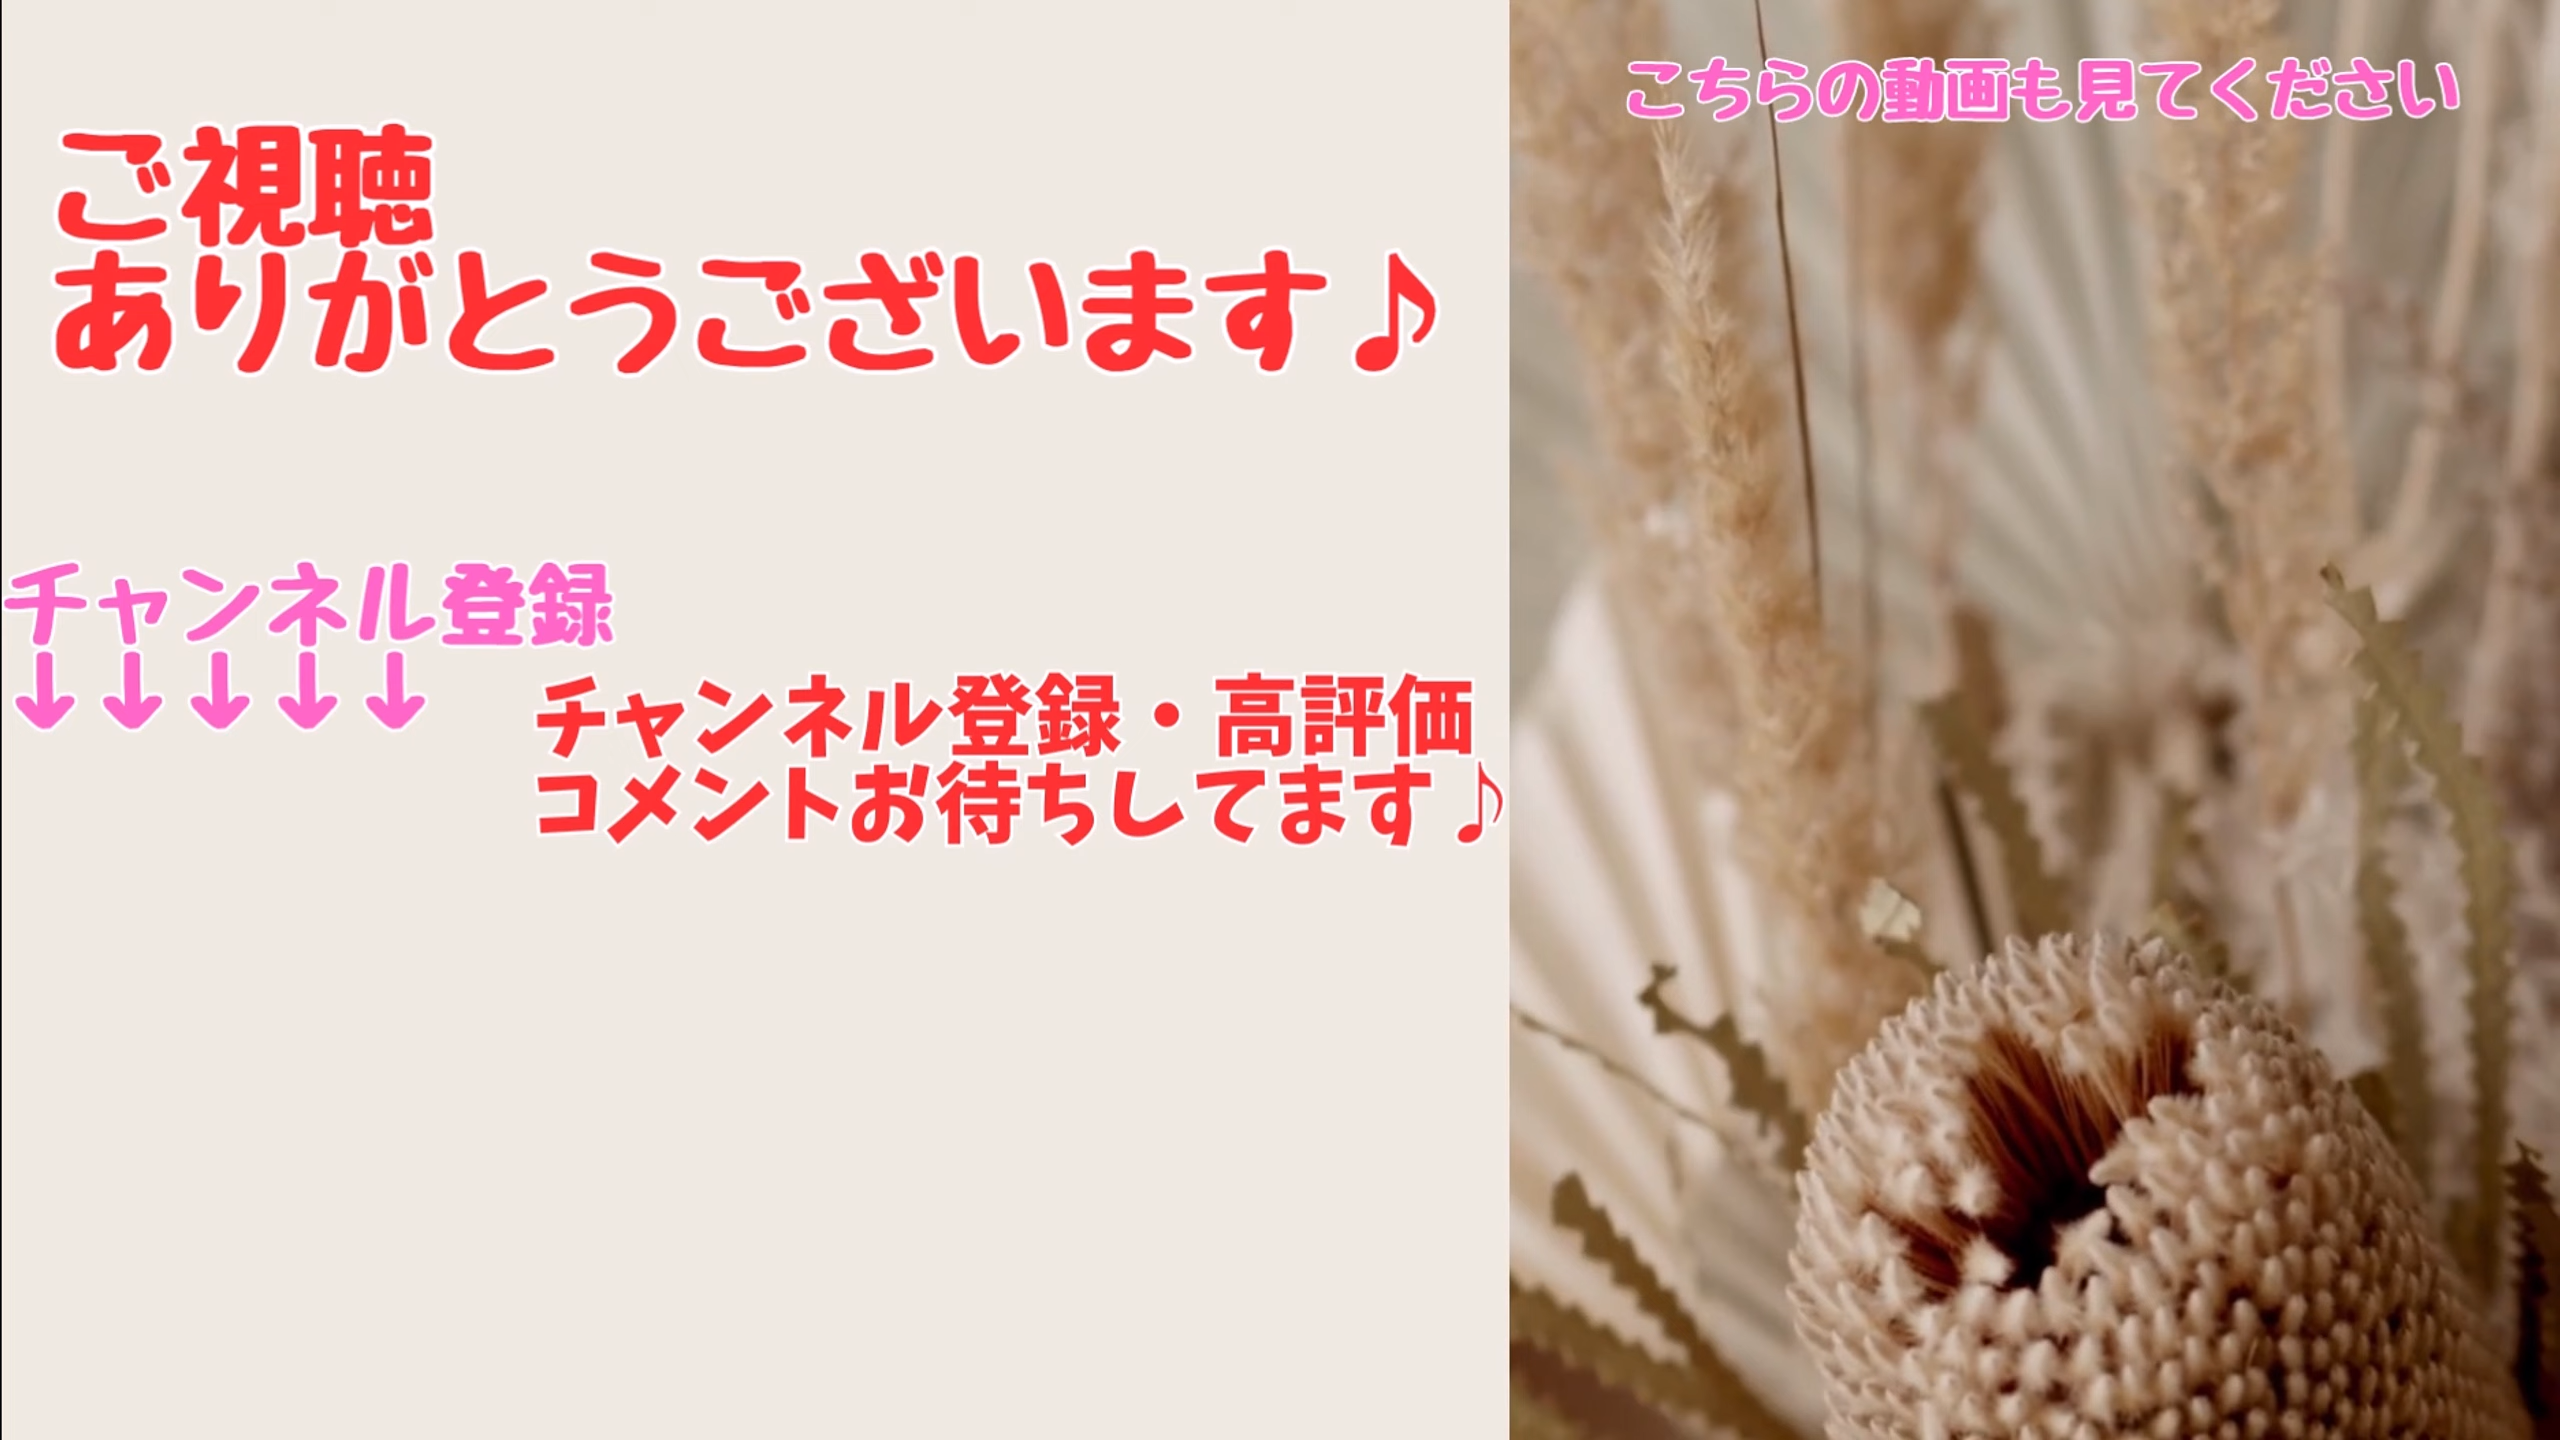 ご視聴
ありがとうございます♪
チャンネル登録
↓↓↓↓↓
チャンネル登録・高評価
コメントお待ちしてます♪
こちらの動画も見てください